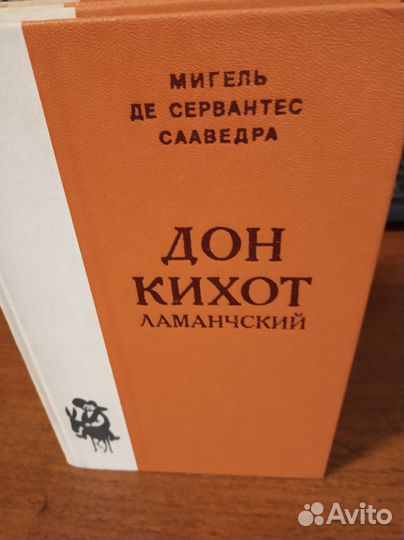 МИГЕЛЬ
ДЕ СЕРВАНТЕС
СААВЕДРА
ДОН
КИХОТ
ЛАМАНЧСКИЙ
Avito